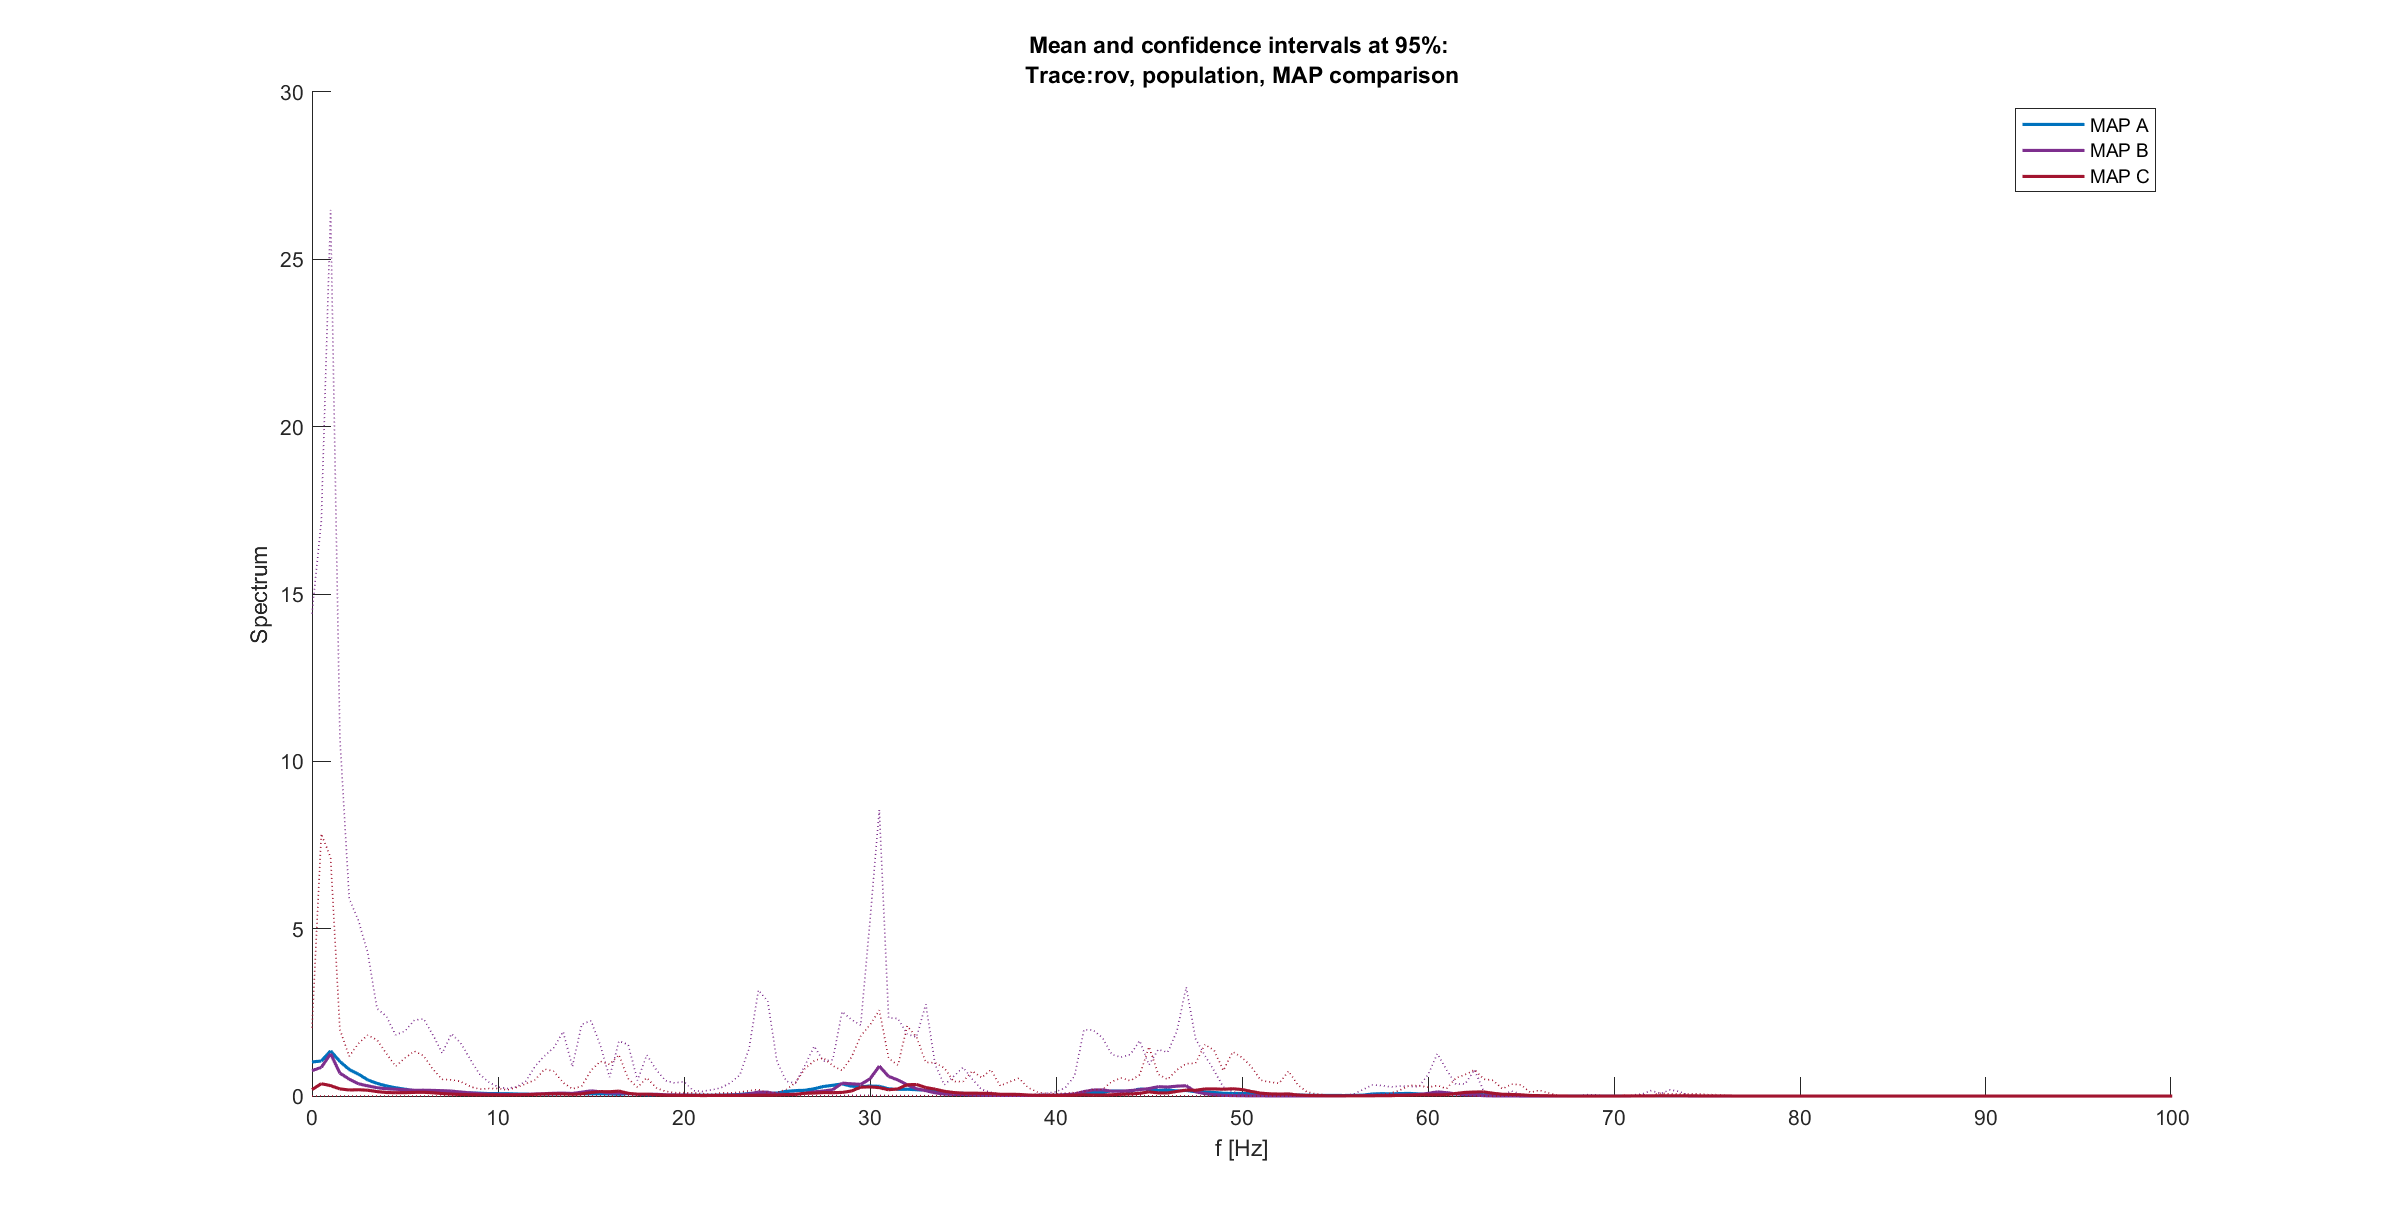 Mean and confidence intervals at 95%:
Trace:rov, population, MAP comparison
30
25
20
15
10
5
0
Spectrum
MAP A
MAP B
MAP C
0 10 20 30 40 50 60 70 80 90 100
f [Hz]